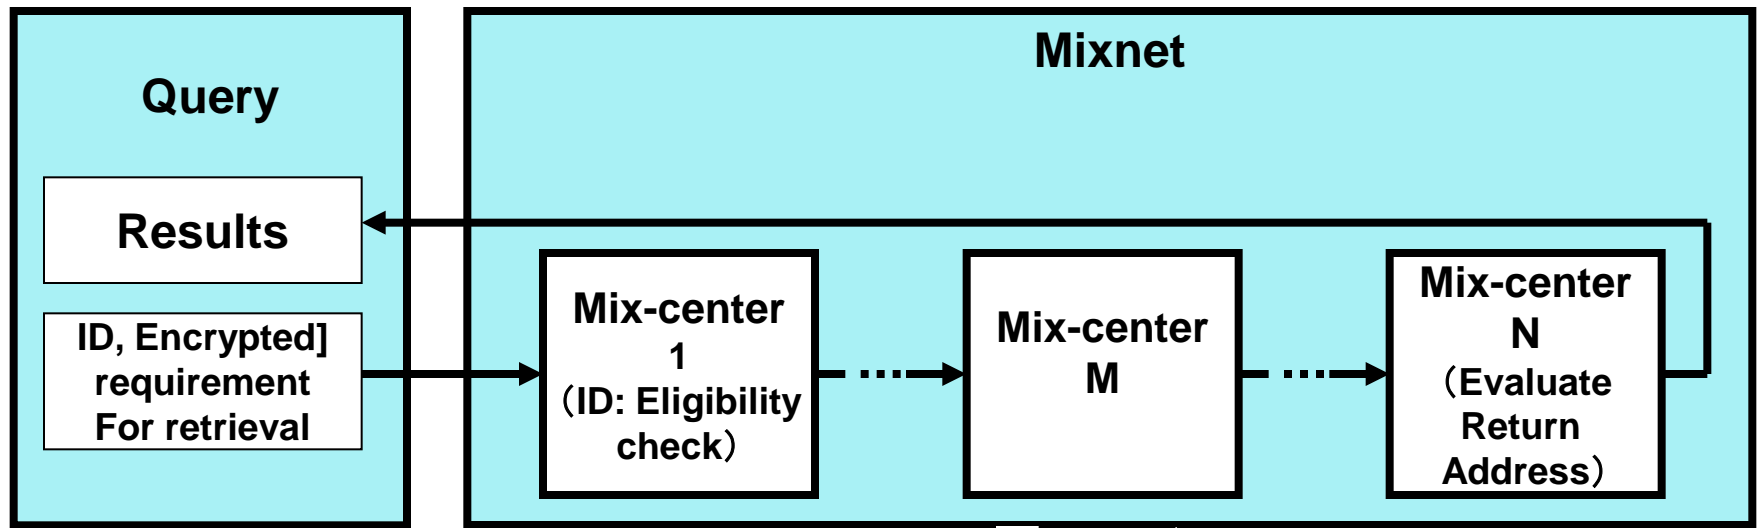 Query
Results
ID, Encrypted]
requirement
For retrieval
Mixnet
Mix-center
1
（ID: Eligibility
check）
Mix-center
M
Mix-center
N
（Evaluate
Return
Address）